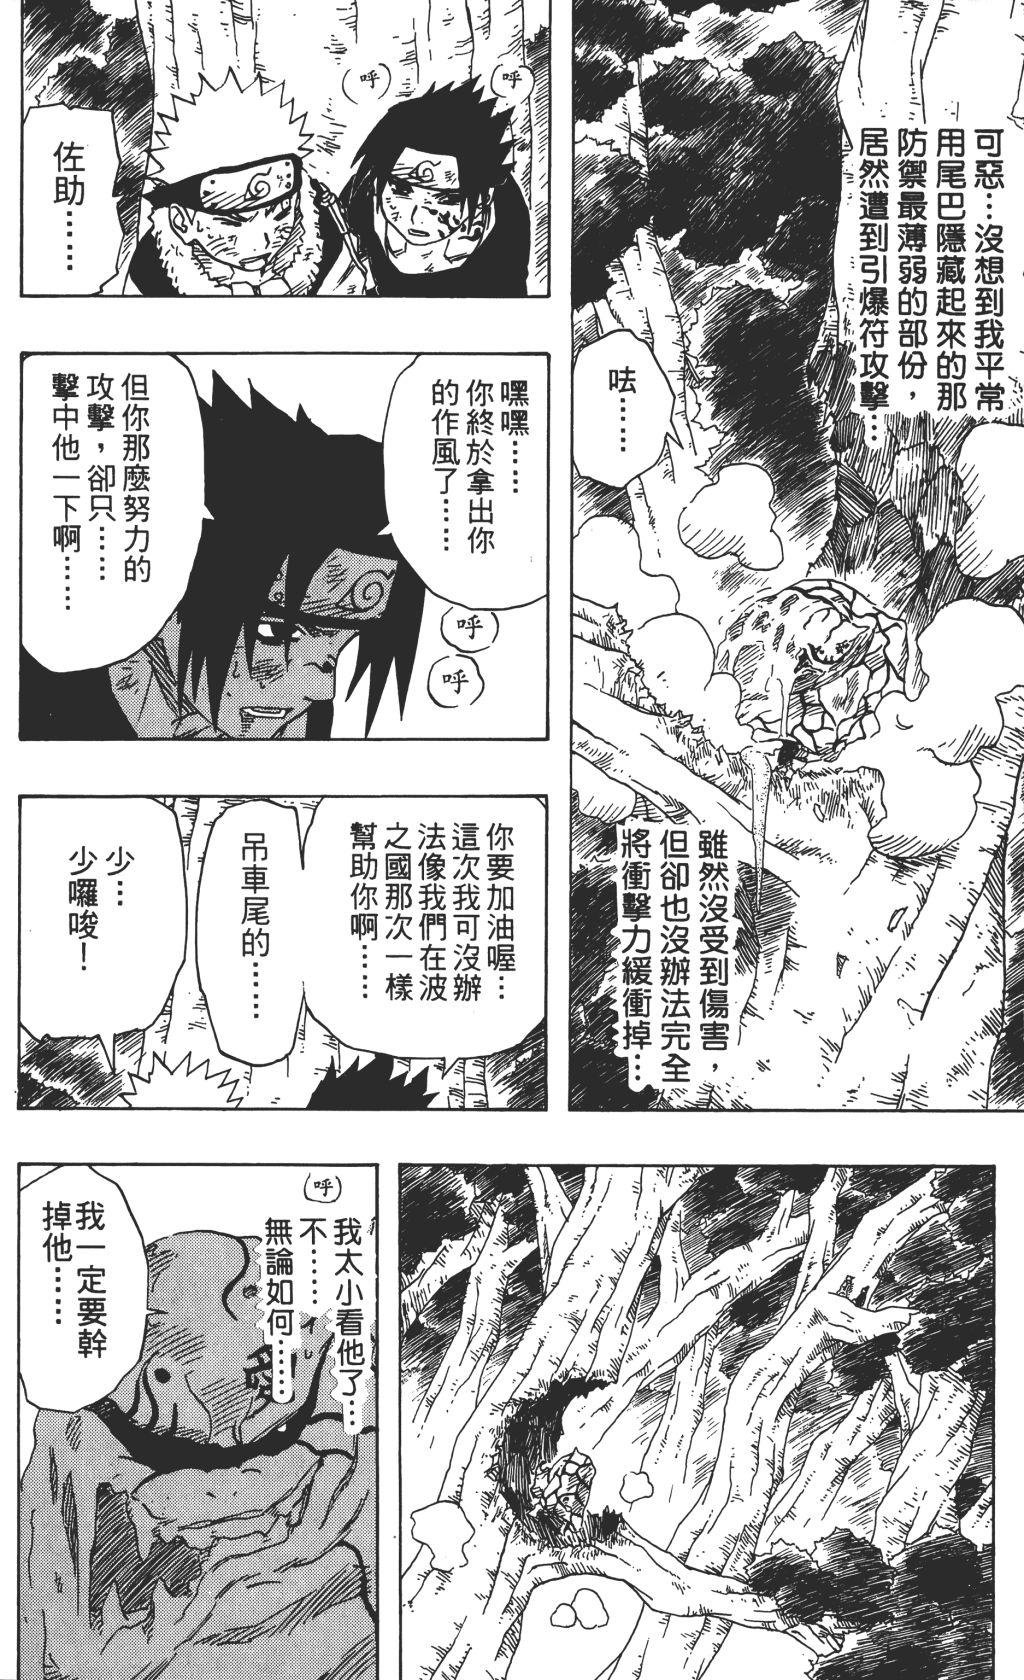 可惡…沒想到我平常
用尾巴隱藏起來的那
防禦最薄弱的部份，
居然遭到引爆符攻擊…
呿……
雖然沒受到傷害，
但卻也沒辦法完全
將衝擊力緩衝掉…
呼
呼
佐助……
嘿嘿……
你終於拿出你
的作風了……
呼
呼
但你那麼努力的
攻擊，卻只……
擊中他一下啊……
你要加油喔…
這次我可沒辦
法像我們在波
之國那次一樣
幫助你啊……
吊車尾的……
少…
少囉唆！
我太小看他了…
不……
無論如何……
呼
愛
我一定要幹
掉他……